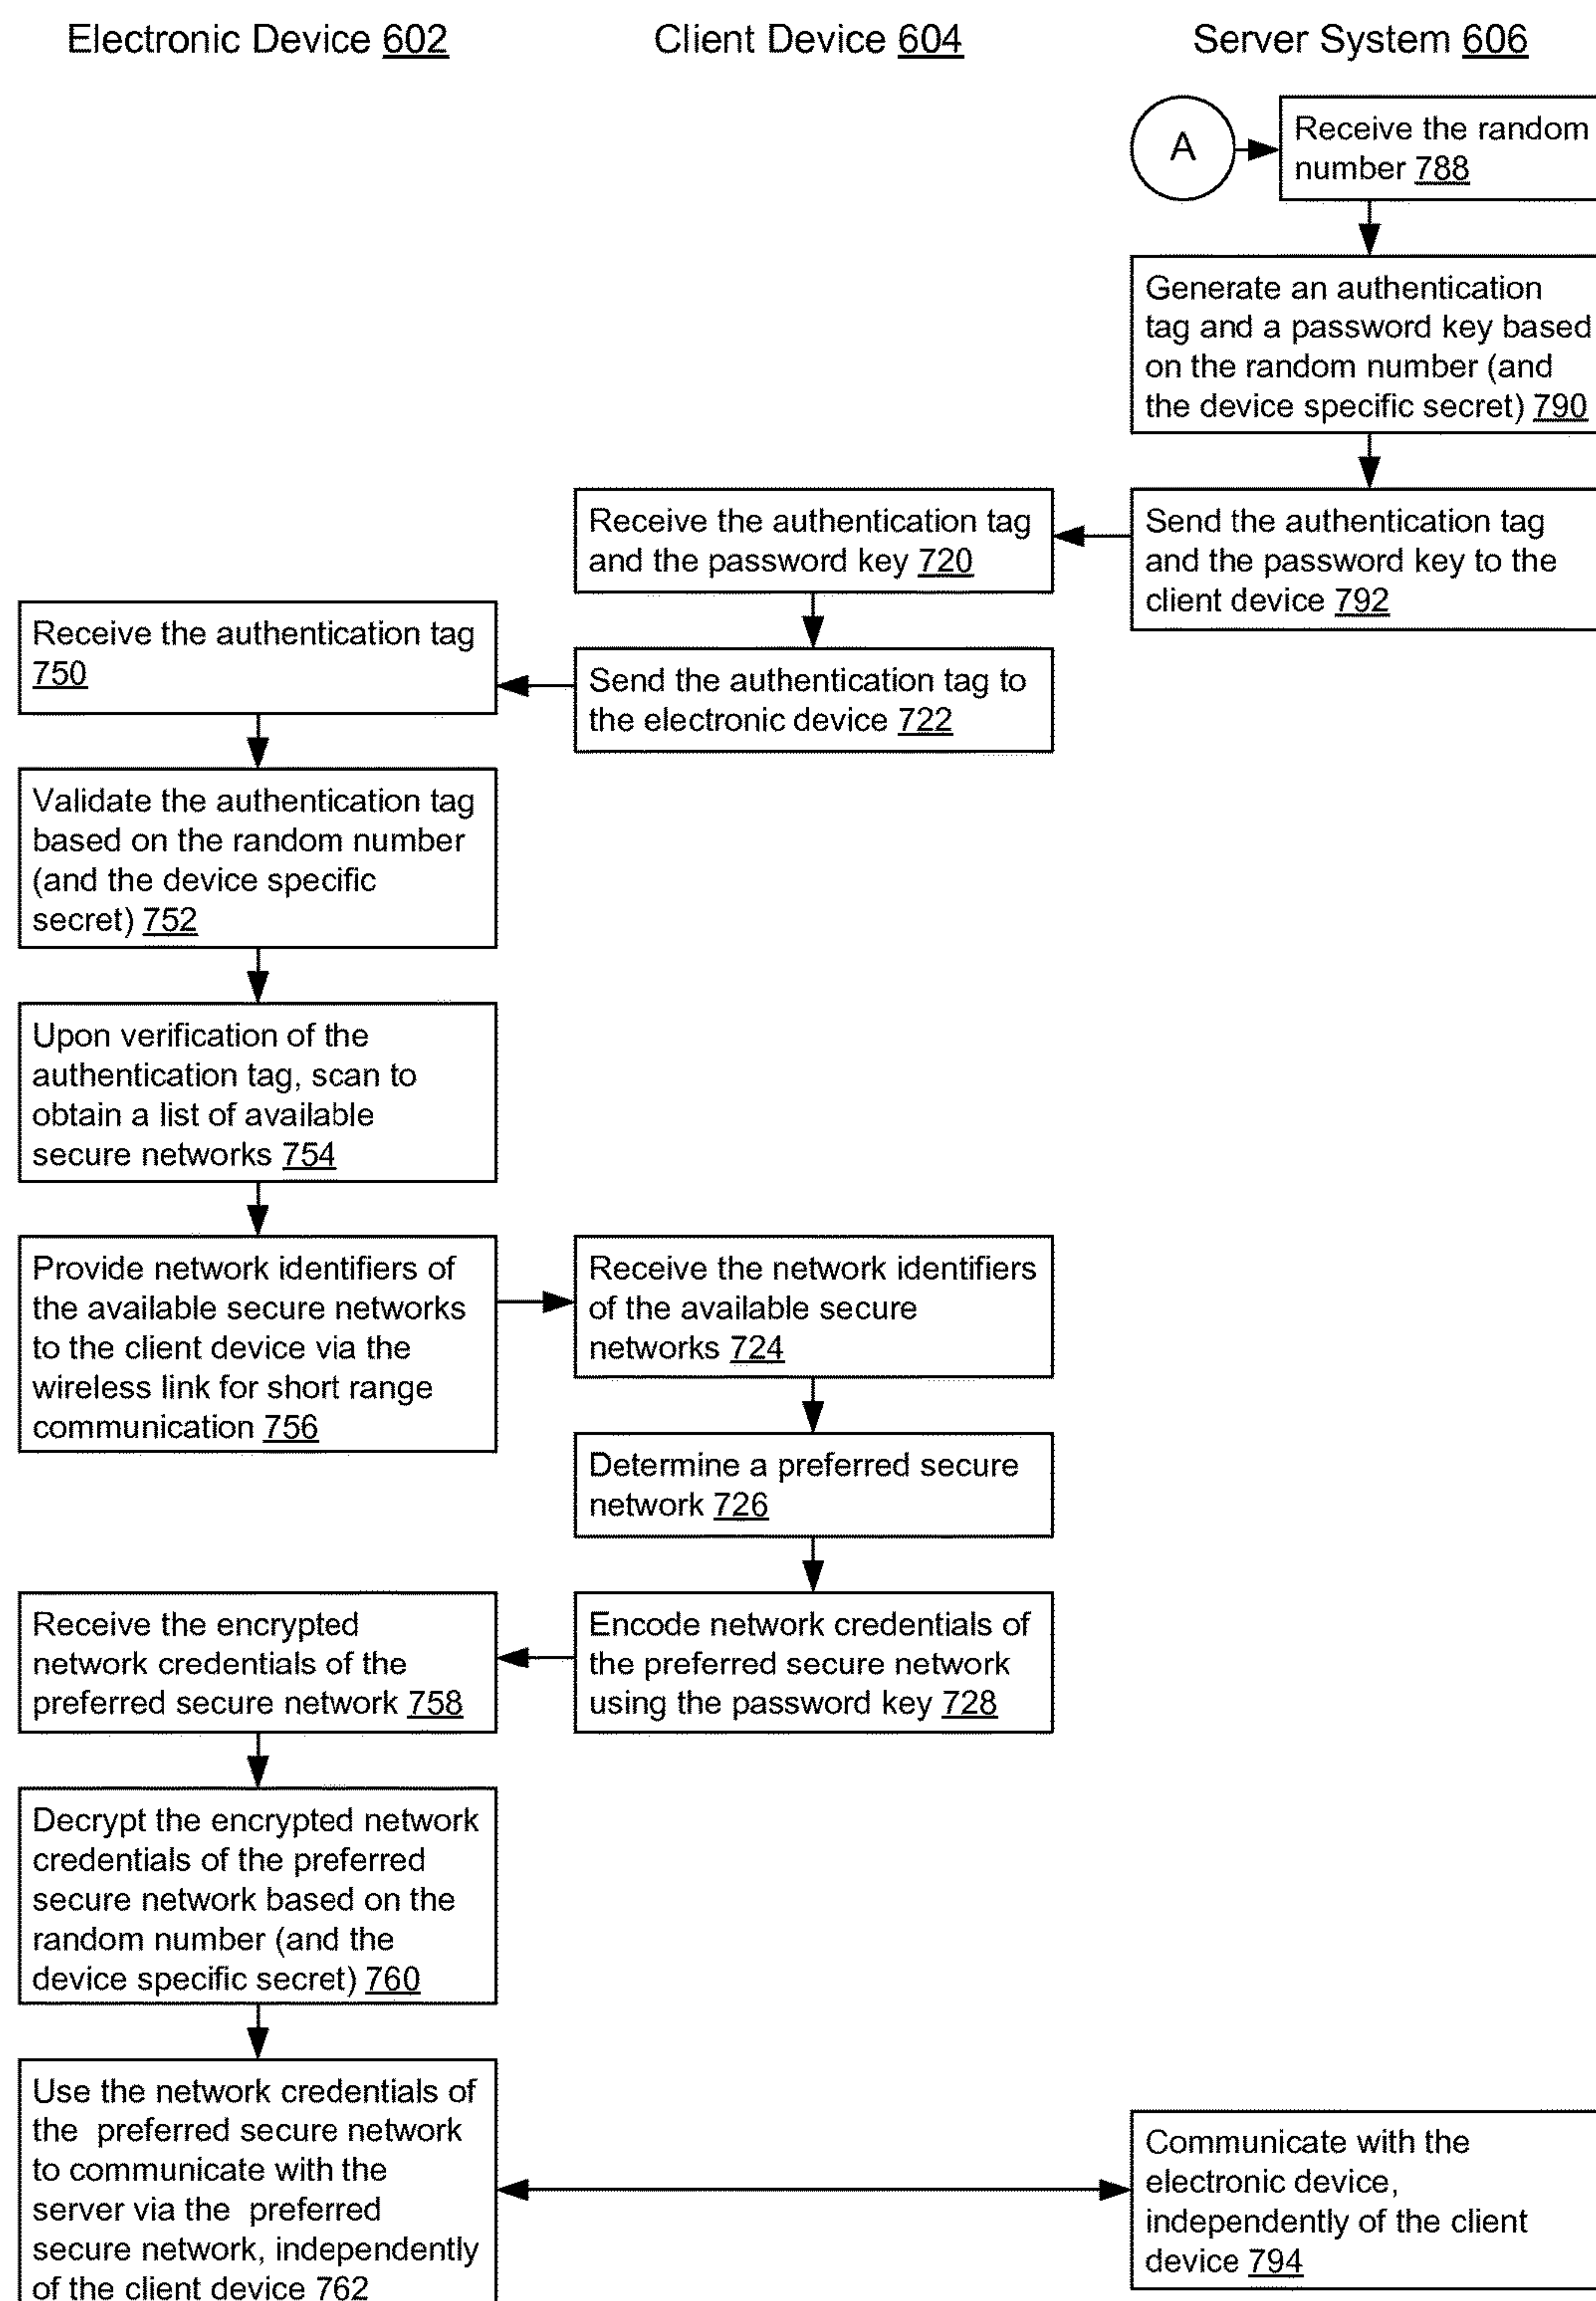 Electronic Device 602
Client Device 604
Server System 606
A
Receive the random
number 788
Generate an authentication
tag and a password key based
on the random number (and
the device specific secret) 790
Send the authentication tag
and the password key to the
client device 792
Receive the authentication tag
and the password key 720
Send the authentication tag to
the electronic device 722
Receive the authentication tag
750
Validate the authentication tag
based on the random number
(and the device specific
secret) 752
Upon verification of the
authentication tag, scan to
obtain a list of available
secure networks 754
Provide network identifiers of
the available secure networks
to the client device via the
wireless link for short range
communication 756
Receive the network identifiers
of the available secure
networks 724
Determine a preferred secure
network 726
Encode network credentials of
the preferred secure network
using the password key 728
Receive the encrypted
network credentials of the
preferred secure network 758
Decrypt the encrypted network
credentials of the preferred
secure network based on the
random number (and the
device specific secret) 760
Use the network credentials of
the  preferred secure network
to communicate with the
server via the  preferred
secure network, independently
of the client device 762
Communicate with the
electronic device,
independently of the client
device 794